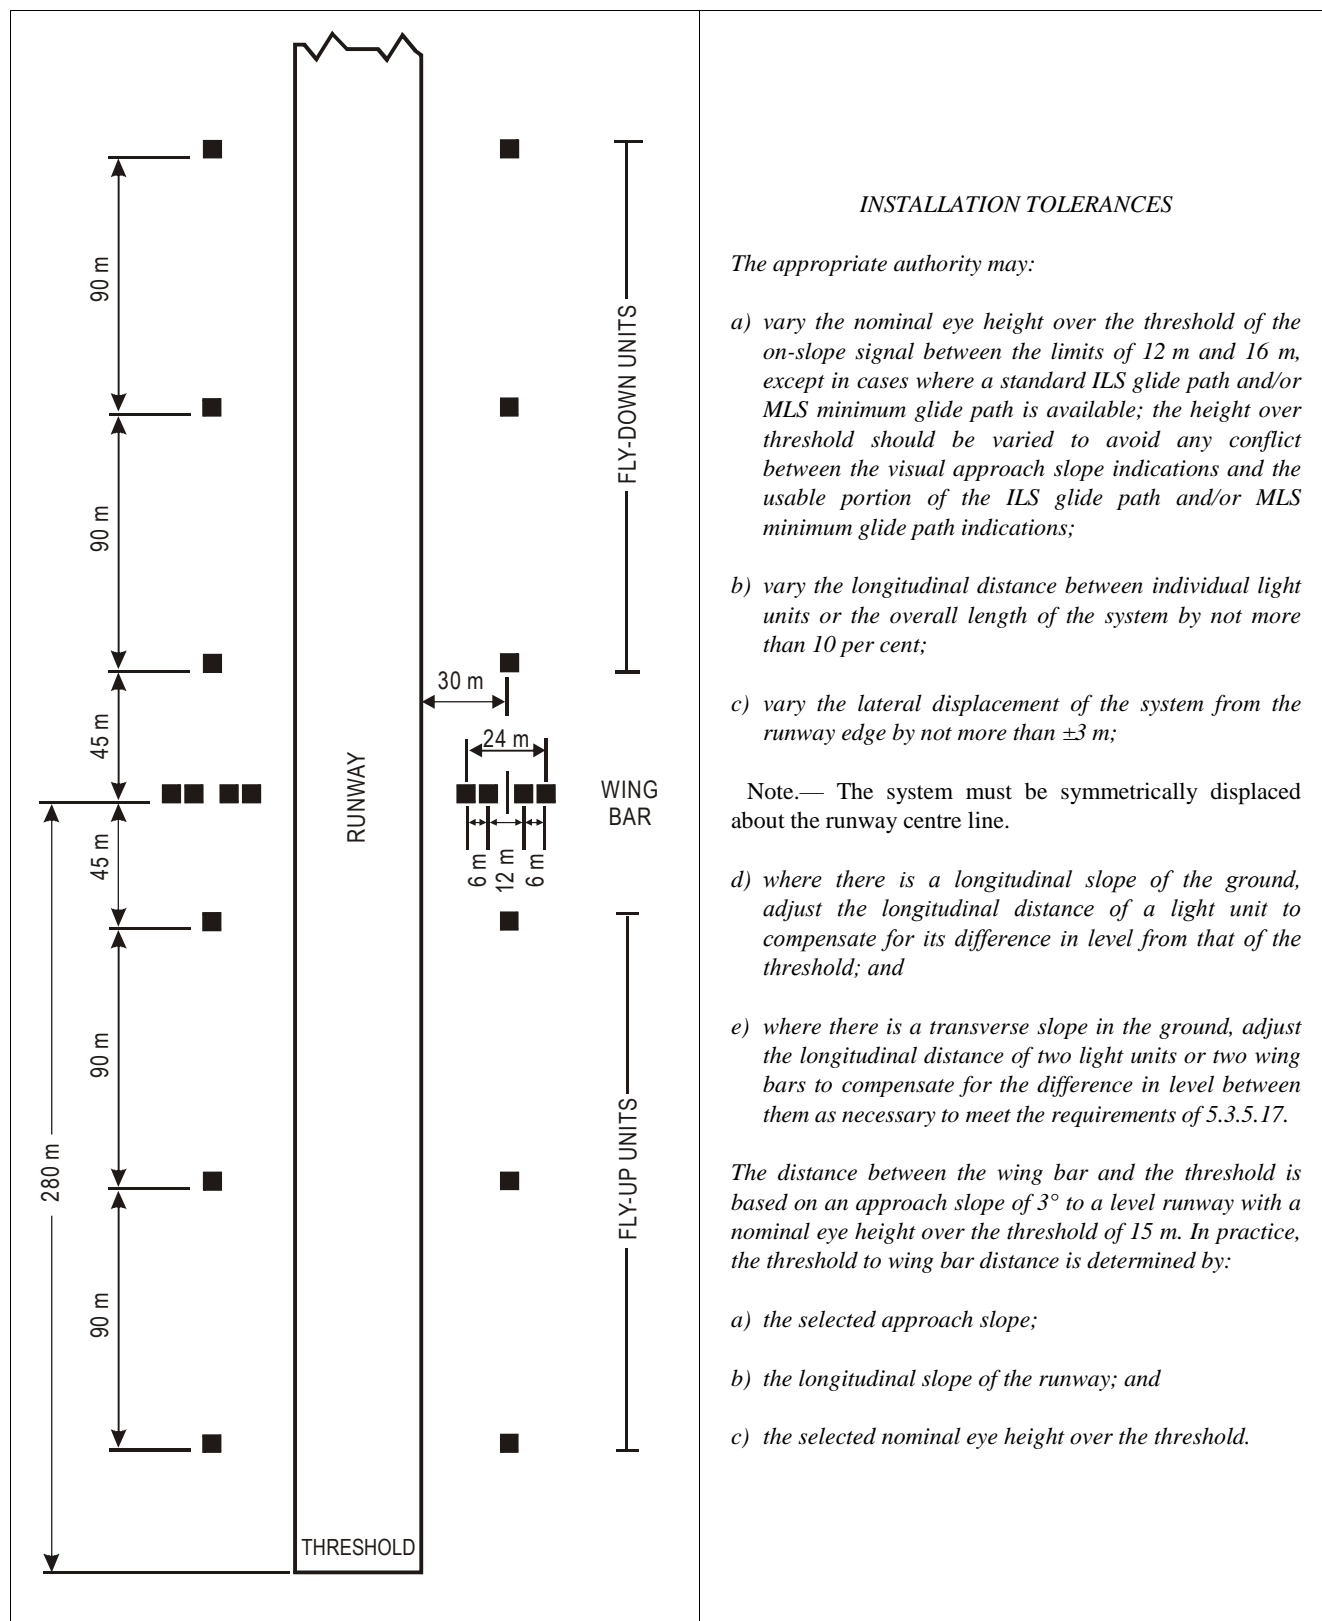 90 m
90 m
45 m
45 m
90 m
90 m
280 m
RUNWAY
THRESHOLD
30 m
24 m
6 m
12 m
6 m
FLY-DOWN UNITS
WING
BAR
FLY-UP UNITS
INSTALLATION TOLERANCES
The appropriate authority may:
a) vary the nominal eye height over the threshold of the
on-slope signal between the limits of 12 m and 16 m,
except in cases where a standard ILS glide path and/or
MLS minimum glide path is available; the height over
threshold should be varied to avoid any conflict
between the visual approach slope indications and the
usable portion of the ILS glide path and/or MLS
minimum glide path indications;
b) vary the longitudinal distance between individual light
units or the overall length of the system by not more
than 10 per cent;
c) vary the lateral displacement of the system from the
runway edge by not more than ±3 m;
Note.— The system must be symmetrically displaced
about the runway centre line.
d) where there is a longitudinal slope of the ground,
adjust the longitudinal distance of a light unit to
compensate for its difference in level from that of the
threshold; and
e) where there is a transverse slope in the ground, adjust
the longitudinal distance of two light units or two wing
bars to compensate for the difference in level between
them as necessary to meet the requirements of 5.3.5.17.
The distance between the wing bar and the threshold is
based on an approach slope of 3° to a level runway with a
nominal eye height over the threshold of 15 m. In practice,
the threshold to wing bar distance is determined by:
a) the selected approach slope;
b) the longitudinal slope of the runway; and
c) the selected nominal eye height over the threshold.